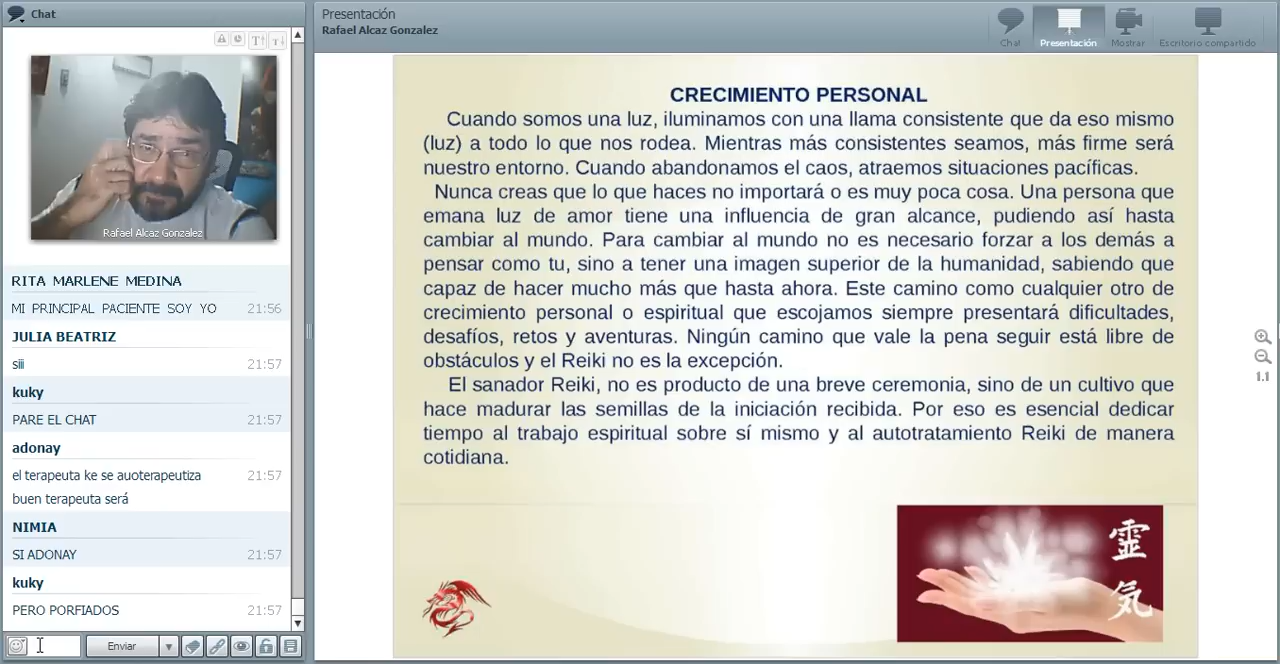 Chat
Rafael Alcaz Gonzalez
RITA MARLENE MEDINA
MI PRINCIPAL PACIENTE SOY YO 21:56
JULIA BEATRIZ
siii 21:57
kuky
PARE EL CHAT 21:57
adonay
el terapeuta ke se auoterapeutiza 21:57
buen terapeuta será
NIMIA
SI ADONAY 21:57
kuky
PERO PORFIADOS 21:57
Enviar
Presentación
Rafael Alcaz Gonzalez
Chat Presentación Mostrar Escritorio compartido
CRECIMIENTO PERSONAL
Cuando somos una luz, iluminamos con una llama consistente que da eso mismo
(luz) a todo lo que nos rodea. Mientras más consistentes seamos, más firme será
nuestro entorno. Cuando abandonamos el caos, atraemos situaciones pacíficas.
Nunca creas que lo que haces no importará o es muy poca cosa. Una persona que
emana luz de amor tiene una influencia de gran alcance, pudiendo así hasta
cambiar al mundo. Para cambiar al mundo no es necesario forzar a los demás a
pensar como tu, sino a tener una imagen superior de la humanidad, sabiendo que
capaz de hacer mucho más que hasta ahora. Este camino como cualquier otro de
crecimiento personal o espiritual que escojamos siempre presentará dificultades,
desafíos, retos y aventuras. Ningún camino que vale la pena seguir está libre de
obstáculos y el Reiki no es la excepción.
El sanador Reiki, no es producto de una breve ceremonia, sino de un cultivo que
hace madurar las semillas de la iniciación recibida. Por eso es esencial dedicar
tiempo al trabajo espiritual sobre sí mismo y al autotratamiento Reiki de manera
cotidiana.
靈
気
1.1